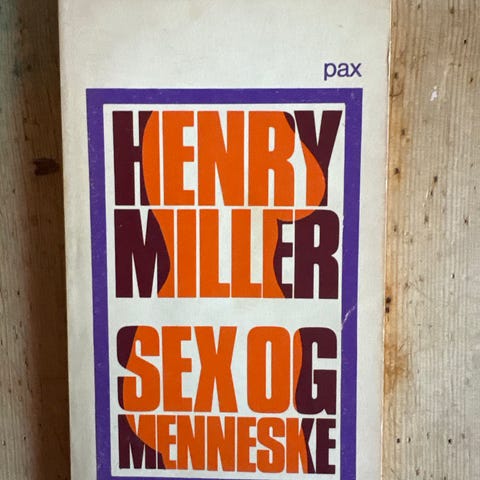 pax
HENRY
MILLER
SEX OG
MENNESKE